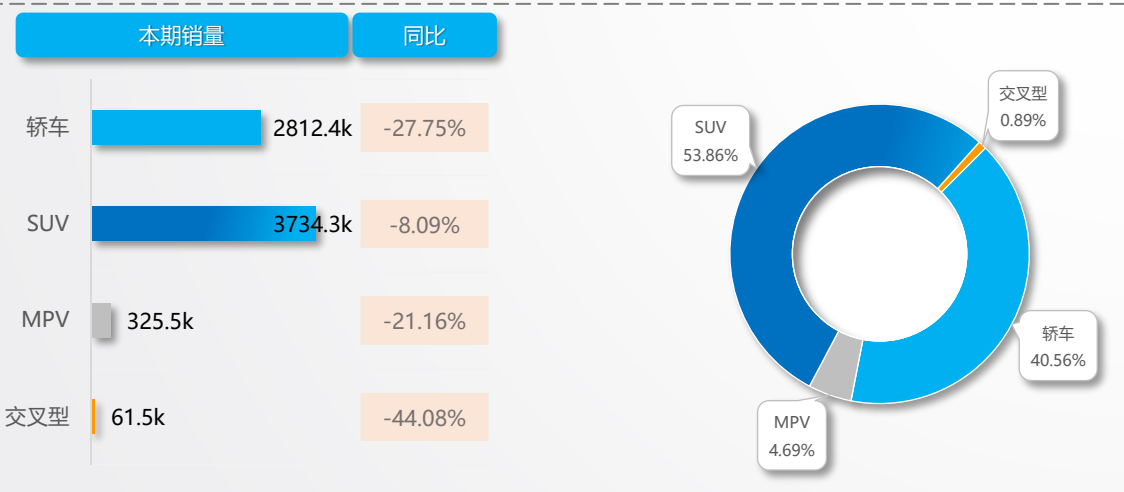 本期销量 同比
轿车 2812.4k -27.75%
SUV 3734.3k -8.09%
MPV 325.5k -21.16%
交叉型 61.5k -44.08%
交叉型
0.89%
SUV
53.86%
轿车
40.56%
MPV
4.69%